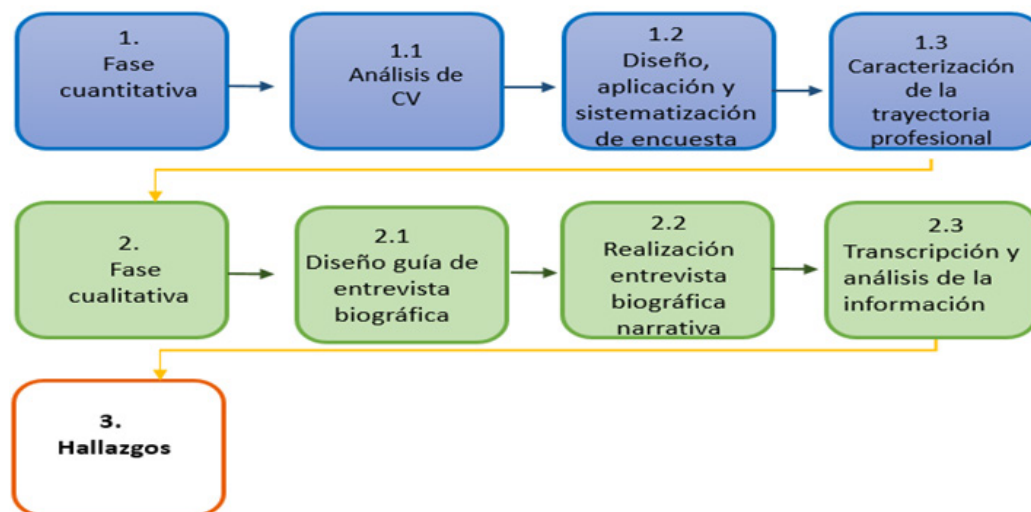 1.
Fase
cuantitativa
1.1
Análisis de
CV
1.2
Diseño,
aplicación y
sistematización
de encuesta
1.3
Caracterización
de la
trayectoria
profesional
2.
Fase
cualitativa
2.1
Diseño guía de
entrevista
biográfica
2.2
Realización
entrevista
biográfica
narrativa
2.3
Transcripción y
análisis de la
información
3.
Hallazgos